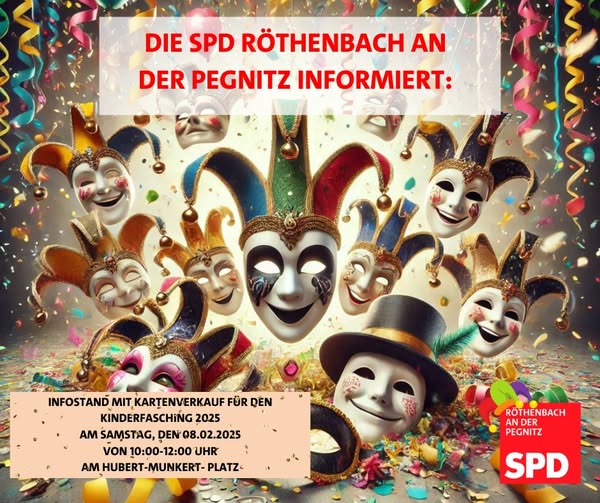 DIE SPD RÖTHENBACH AN
DER PEGNITZ INFORMIERT:
INFOSTAND MIT KARTENVERKAUF FÜR DEN
KINDERFASCHING 2025
AM SAMSTAG, DEN 08.02.2025
VON 10:00-12:00 UHR
AM HUBERT-MUNKERT- PLATZ
RÖTHENBACH
AN DER
PEGNITZ
SPD